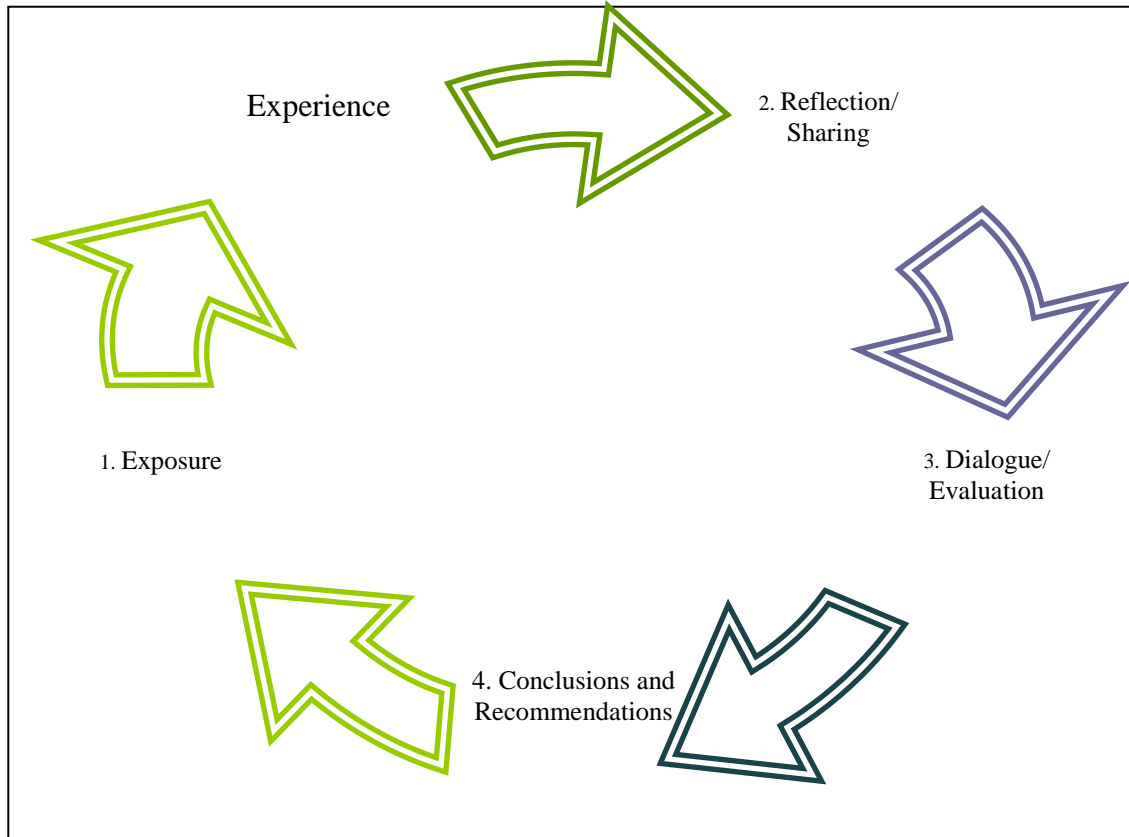 Experience
2. Reflection/
Sharing
1. Exposure
3. Dialogue/
Evaluation
4. Conclusions and
Recommendations